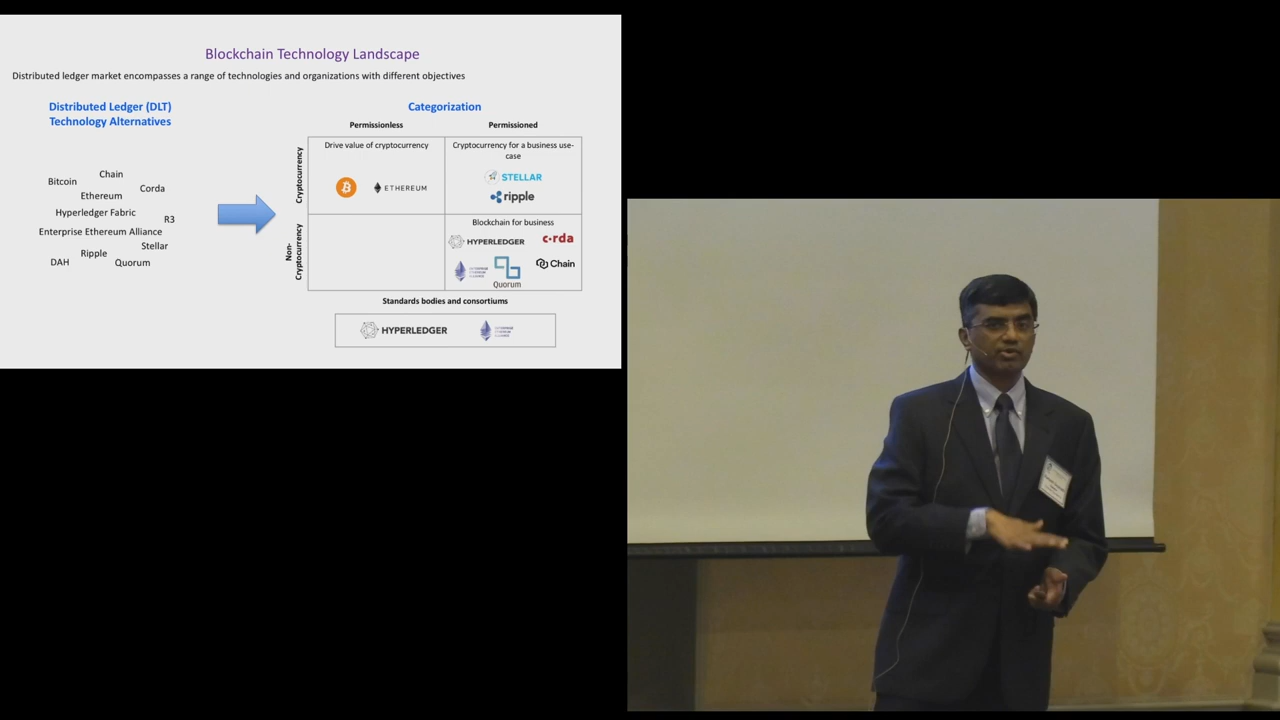 Blockchain Technology Landscape
Distributed ledger market encompasses a range of technologies and organizations with different objectives
Distributed Ledger (DLT)
Technology Alternatives
Chain
Bitcoin
Corda
Ethereum
Hyperledger Fabric
R3
Enterprise Ethereum Alliance
Stellar
Ripple
DAH
Quorum
Categorization
Permissionless
Permissioned
Cryptocurrency
Drive value of cryptocurrency
ETHEREUM
Cryptocurrency for a business use-
case
STELLAR
ripple
Non-
Cryptocurrency
Blockchain for business
HYPERLEDGER
c·rda
Chain
Quorum
Standards bodies and consortiums
HYPERLEDGER